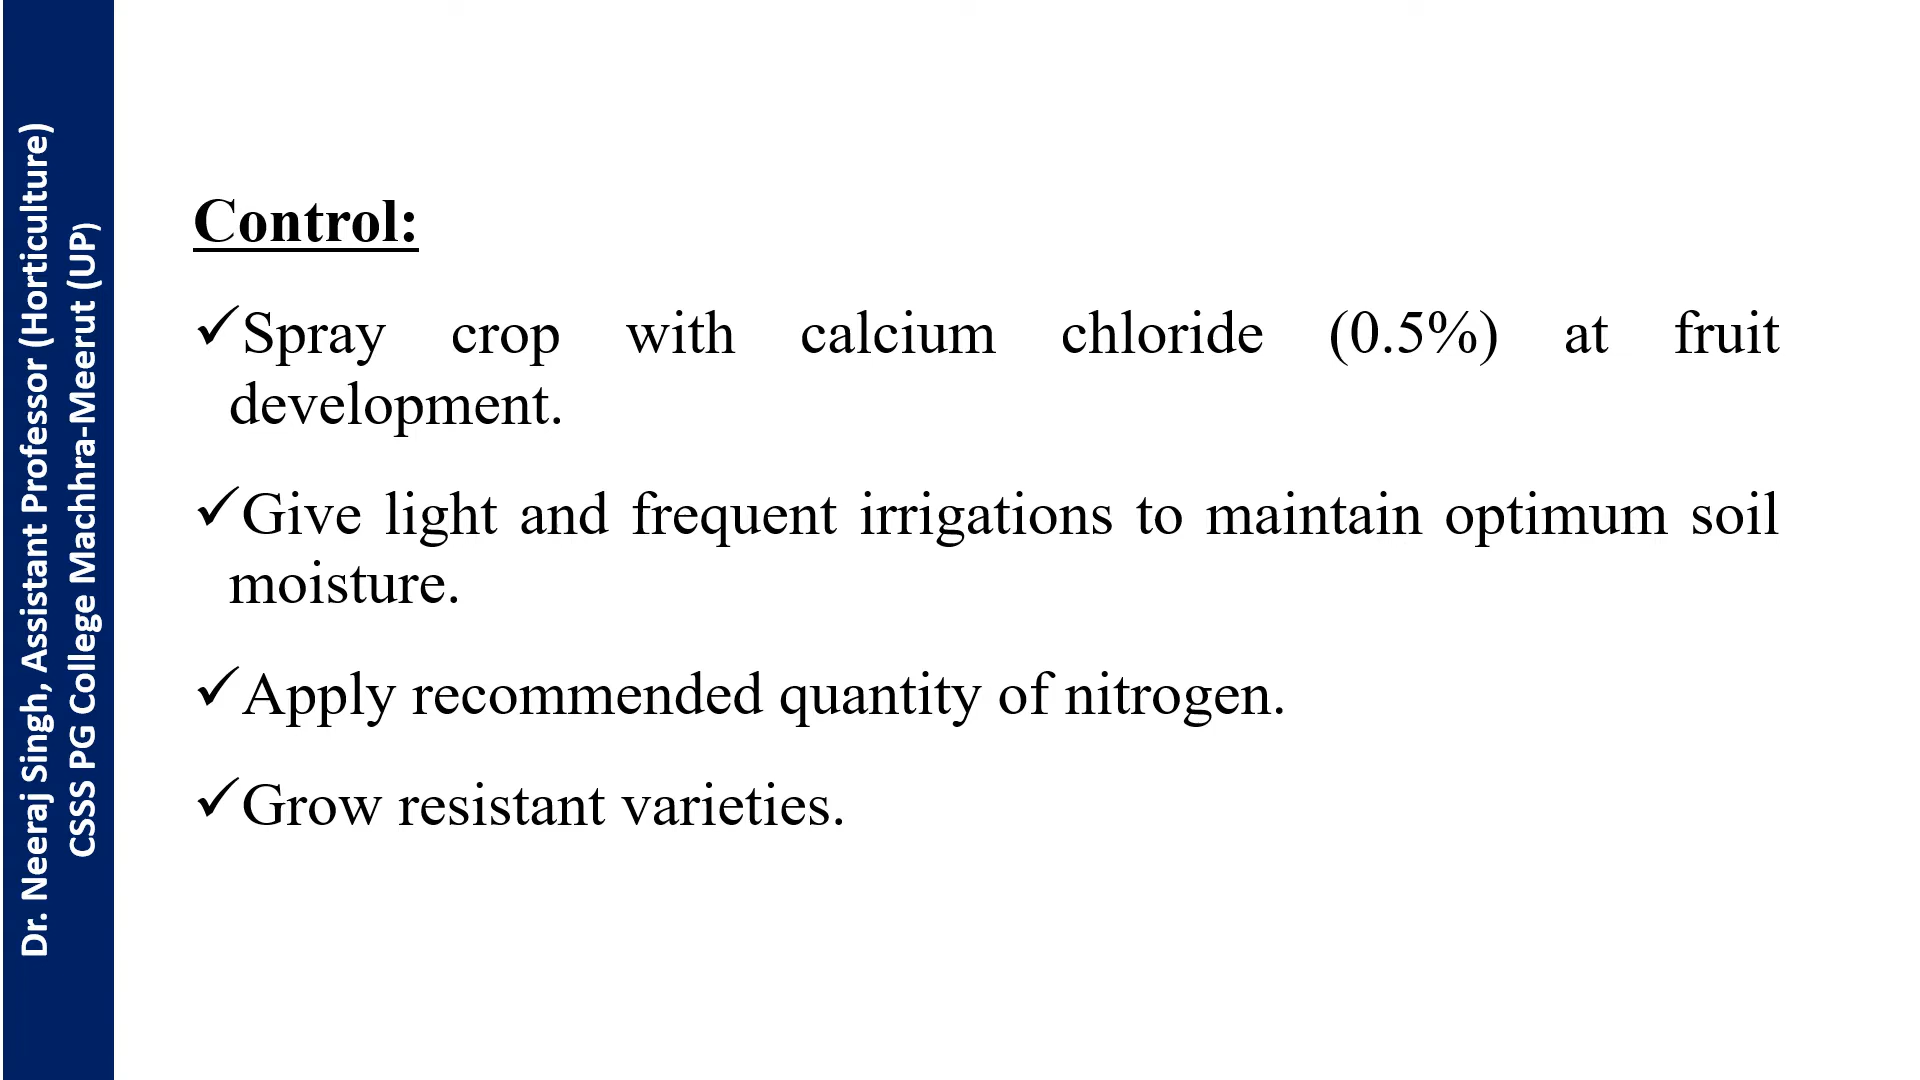 Dr. Neeraj Singh, Assistant Professor (Horticulture)
CSSS PG College Machhra-Meerut (UP)
Control:
✓Spray crop with calcium chloride (0.5%) at fruit
development.
✓Give light and frequent irrigations to maintain optimum soil
moisture.
✓Apply recommended quantity of nitrogen.
✓Grow resistant varieties.